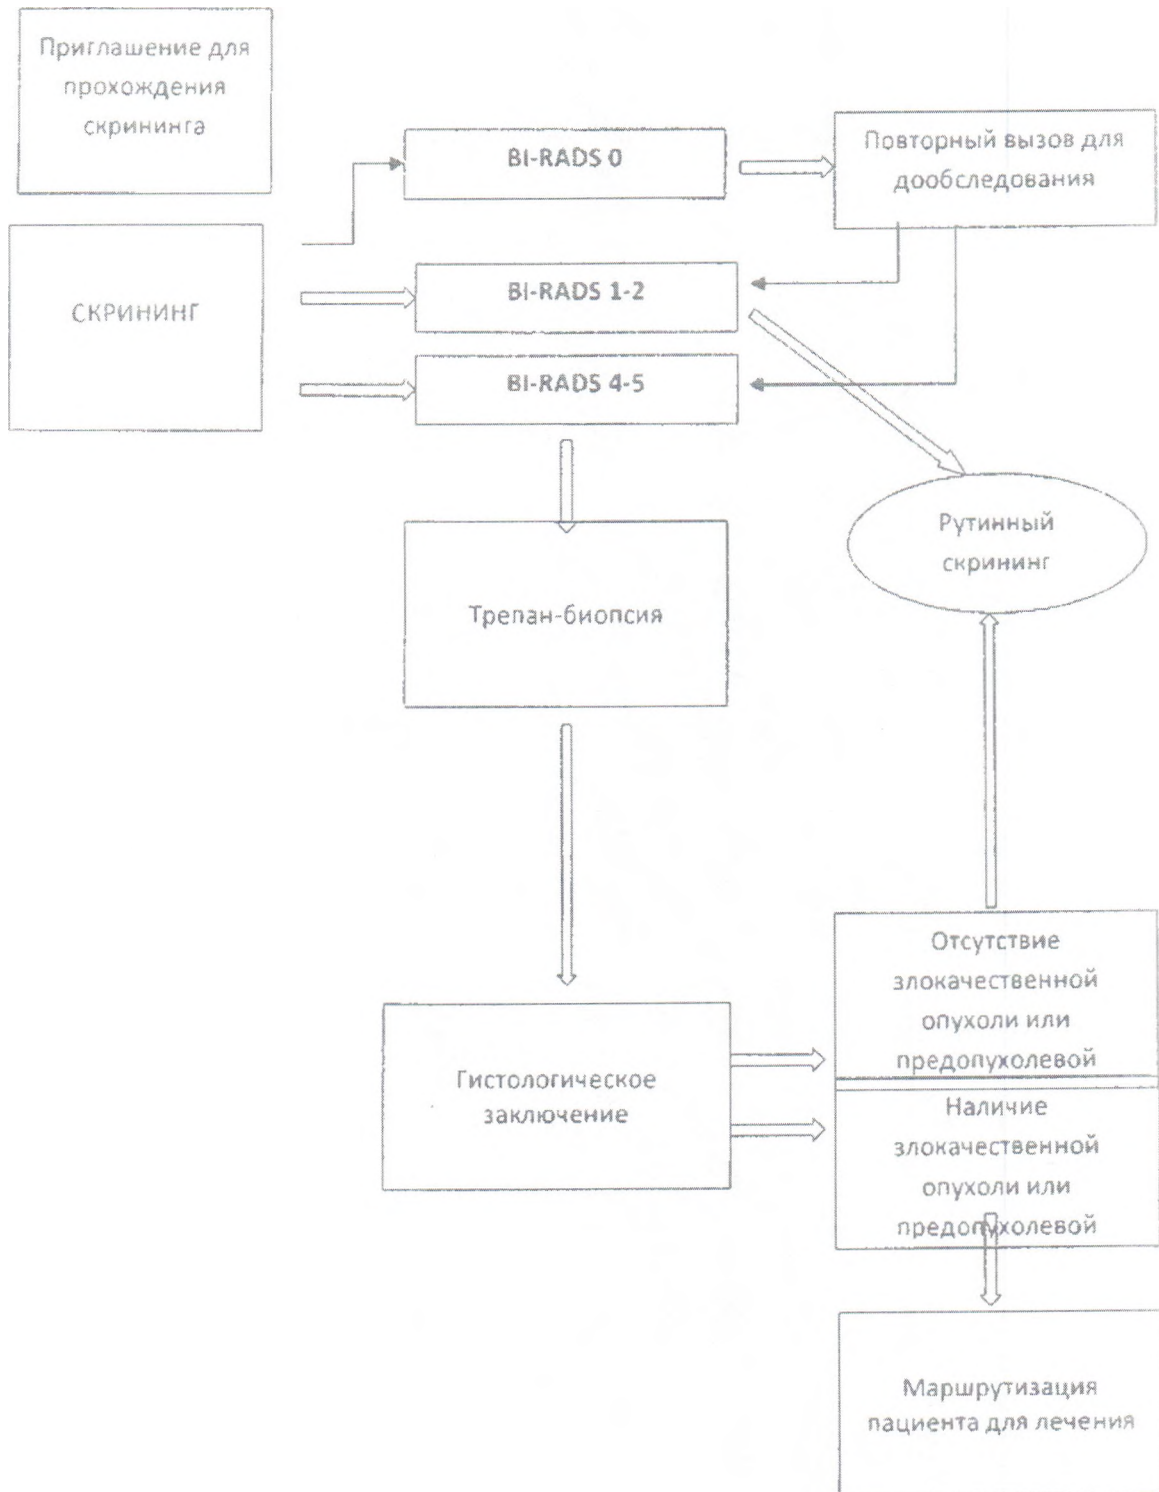 Приглашение для
прохождения
скрининга
BI-RADS 0
Повторный вызов для
дообследования
СКРИНИНГ
BI-RADS 1-2
BI-RADS 4-5
Рутинный
скрининг
Трепан-биопсия
Отсутствие
злокачественной
опухоли или
предопухолевой
Гистологическое
заключение
Наличие
злокачественной
опухоли или
предопухолевой
Маршрутизация
пациента для лечения